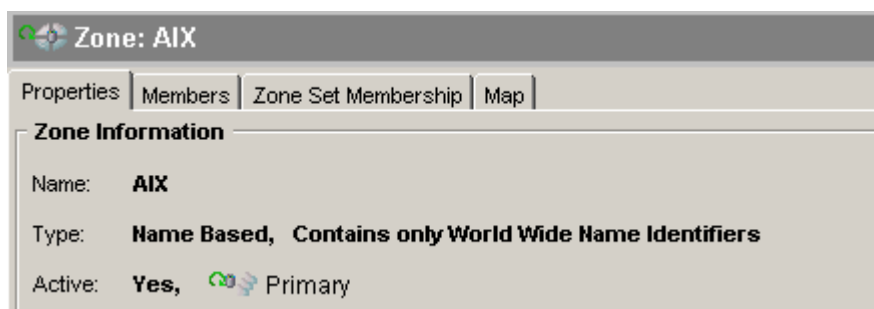 Zone: AIX
Properties Members Zone Set Membership Map
Zone Information
Name: AIX
Type: Name Based, Contains only World Wide Name Identifiers
Active: Yes, Primary